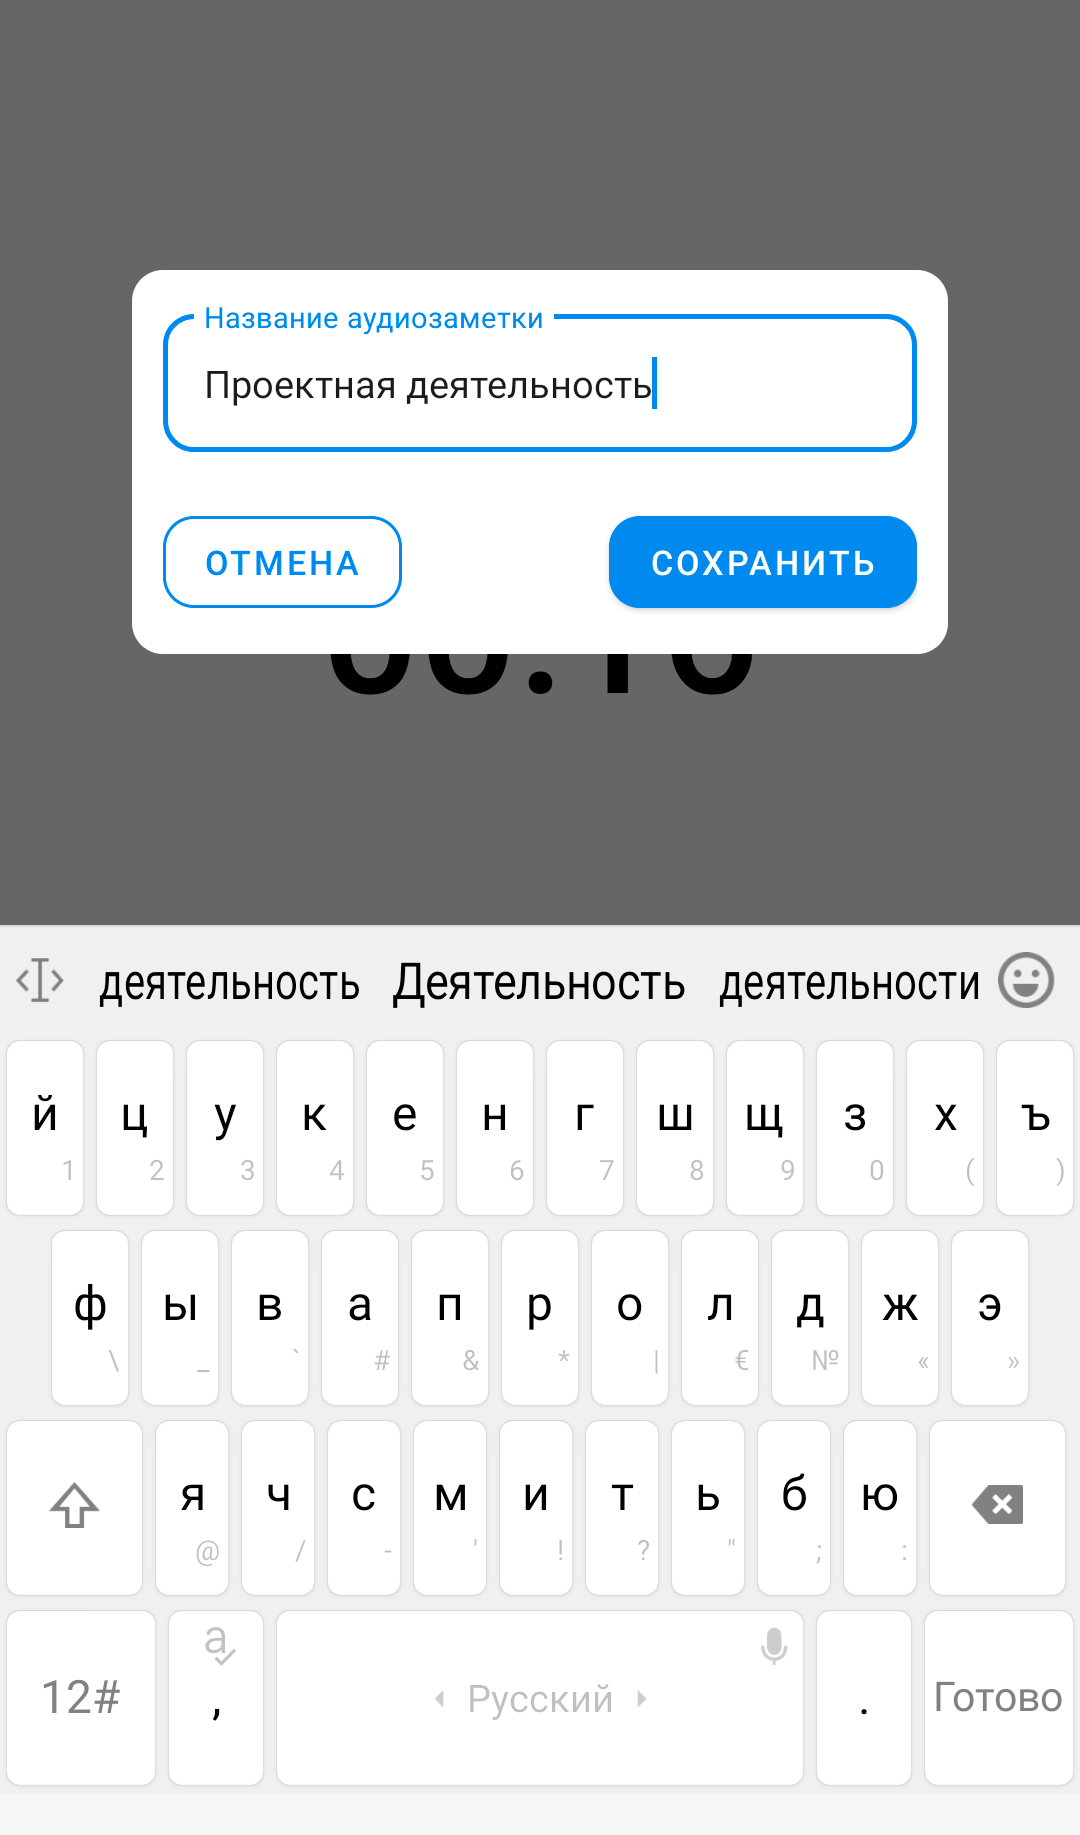 Название аудиозаметки
Проектная деятельность
ОТМЕНА СОХРАНИТЬ
деятельность Деятельность деятельности
й ц у к е н г ш щ з х ъ
1 2 3 4 5 6 7 8 9 0 ( )
ф ы в а п р о л д ж э
\ _ ` # & * | € № « »
я ч с м и т ь б ю
@ / - ' ! ? " ; :
12# , Русский . Готово